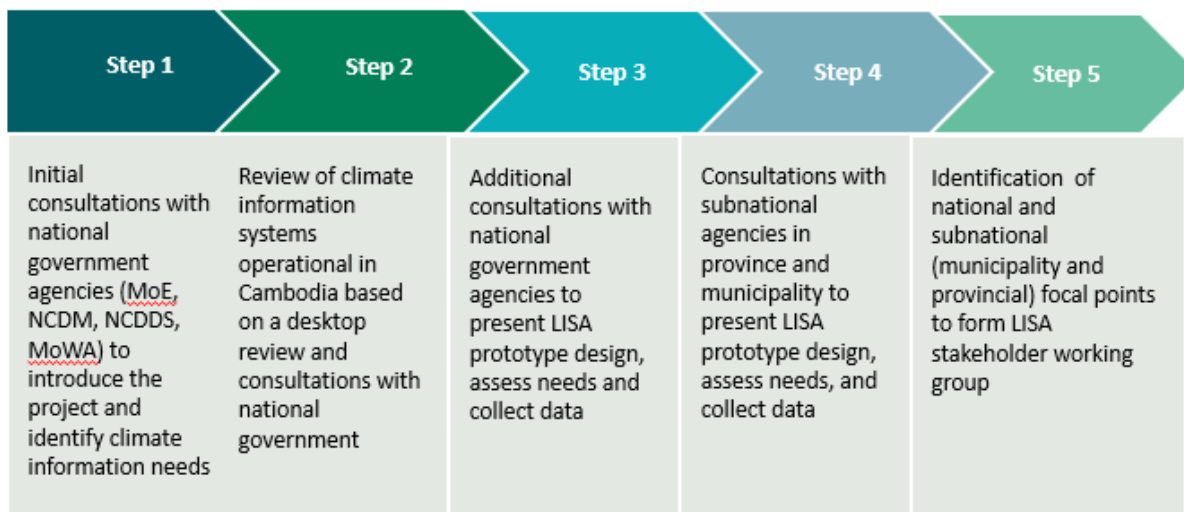 Step 1
Step 2
Step 3
Step 4
Step 5
Initial
consultations with
national
government
agencies (MoE,
NCDM, NCDDS,
MoWA) to
introduce the
project and
identify climate
information needs
Review of climate
information
systems
operational in
Cambodia based
on a desktop
review and
consultations with
national
government
Additional
consultations with
national
government
agencies to
present LISA
prototype design,
assess needs and
collect data
Consultations with
subnational
agencies in
province and
municipality to
present LISA
prototype design,
assess needs, and
collect data
Identification of
national and
subnational
(municipality and
provincial) focal points
to form LISA
stakeholder working
group